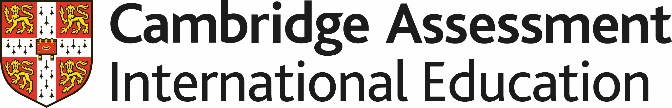 Cambridge Assessment
International Education